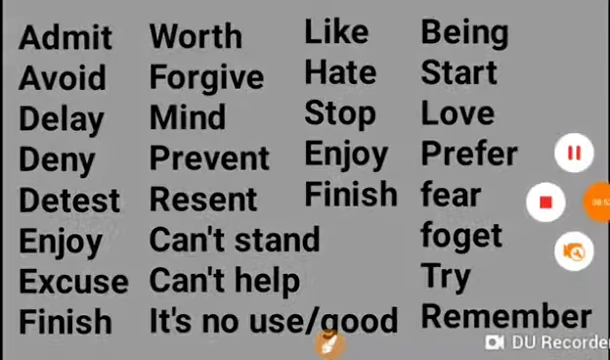 Admit Worth Like Being
Avoid Forgive Hate Start
Delay Mind Stop Love
Deny Prevent Enjoy Prefer
Detest Resent Finish fear
Enjoy Can't stand foget
Excuse Can't help Try
Finish It's no use/good Remember
DU Recorder